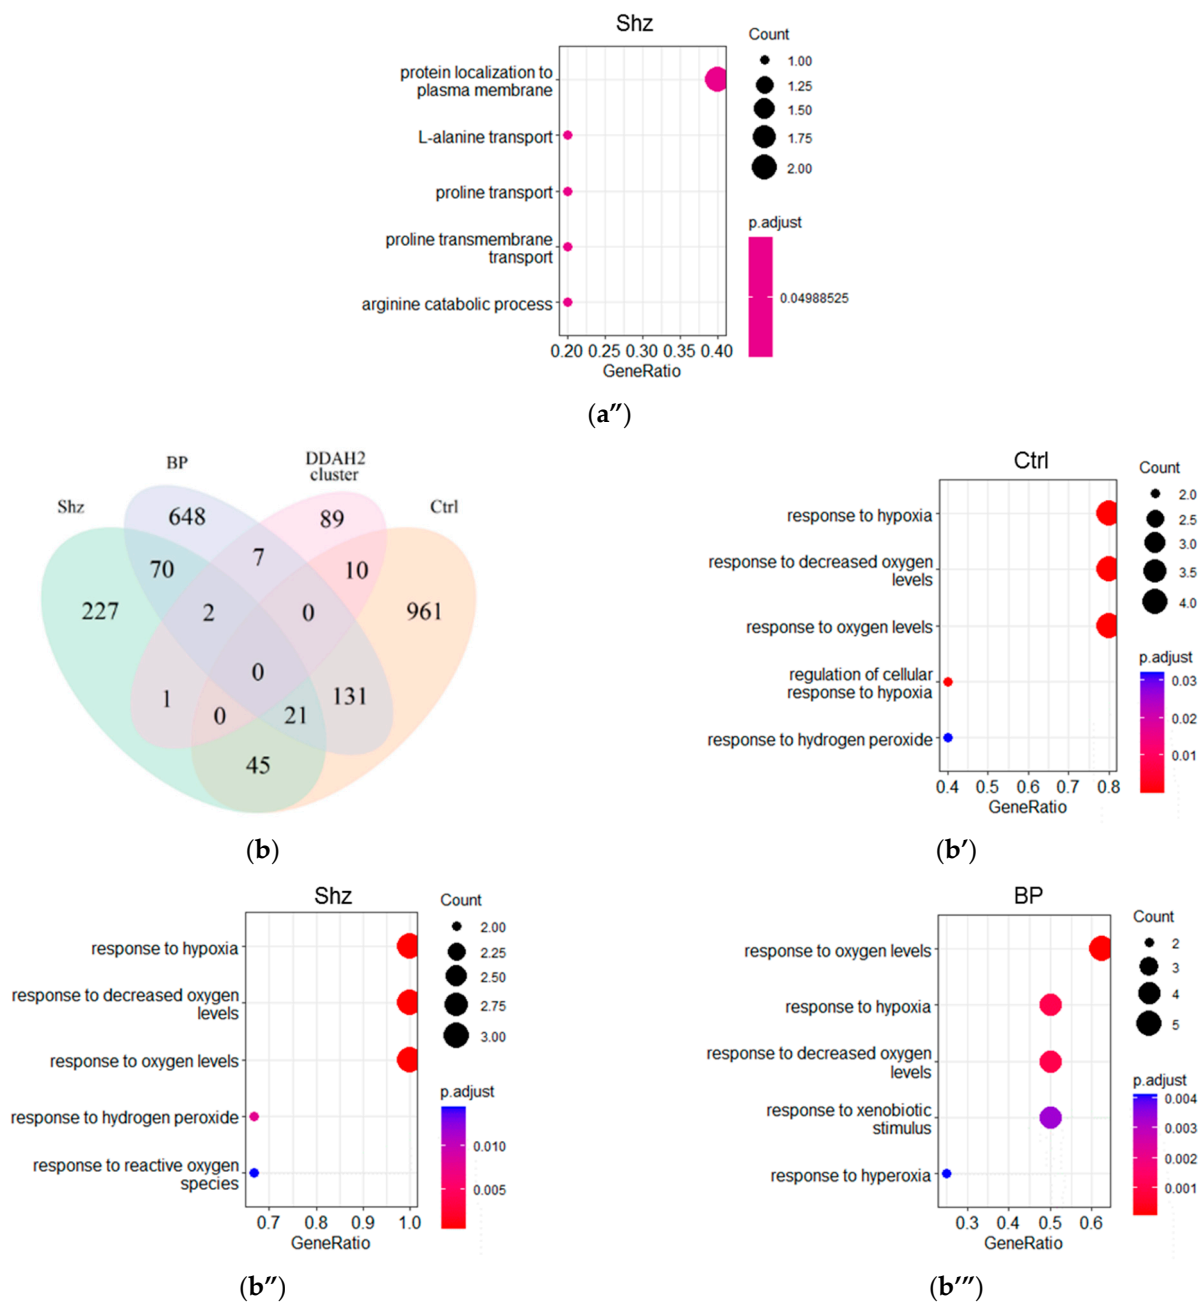 Shz
Count
protein localization to
plasma membrane
L-alanine transport
proline transport
proline transmembrane
transport
arginine catabolic process
1.00
1.25
1.50
1.75
2.00
p.adjust
0.04988525
0.20 0.25 0.30 0.35 0.40
GeneRatio
(a″)
Shz
BP
DDAH2
cluster
Ctrl
648
89
70
7
10
227
2
0
961
0
1
0
21
131
45
(b)
Ctrl
Count
response to hypoxia
response to decreased oxygen
levels
response to oxygen levels
regulation of cellular
response to hypoxia
response to hydrogen peroxide
2.0
2.5
3.0
3.5
4.0
p.adjust
0.03
0.02
0.01
0.4 0.5 0.6 0.7 0.8
GeneRatio
(b′)
Shz
Count
response to hypoxia
response to decreased oxygen
levels
response to oxygen levels
response to hydrogen peroxide
response to reactive oxygen
species
2.00
2.25
2.50
2.75
3.00
p.adjust
0.010
0.005
0.7 0.8 0.9 1.0
GeneRatio
(b″)
BP
Count
response to oxygen levels
response to hypoxia
response to decreased oxygen
levels
response to xenobiotic
stimulus
response to hyperoxia
2
3
4
5
p.adjust
0.004
0.003
0.002
0.001
0.3 0.4 0.5 0.6
GeneRatio
(b‴)